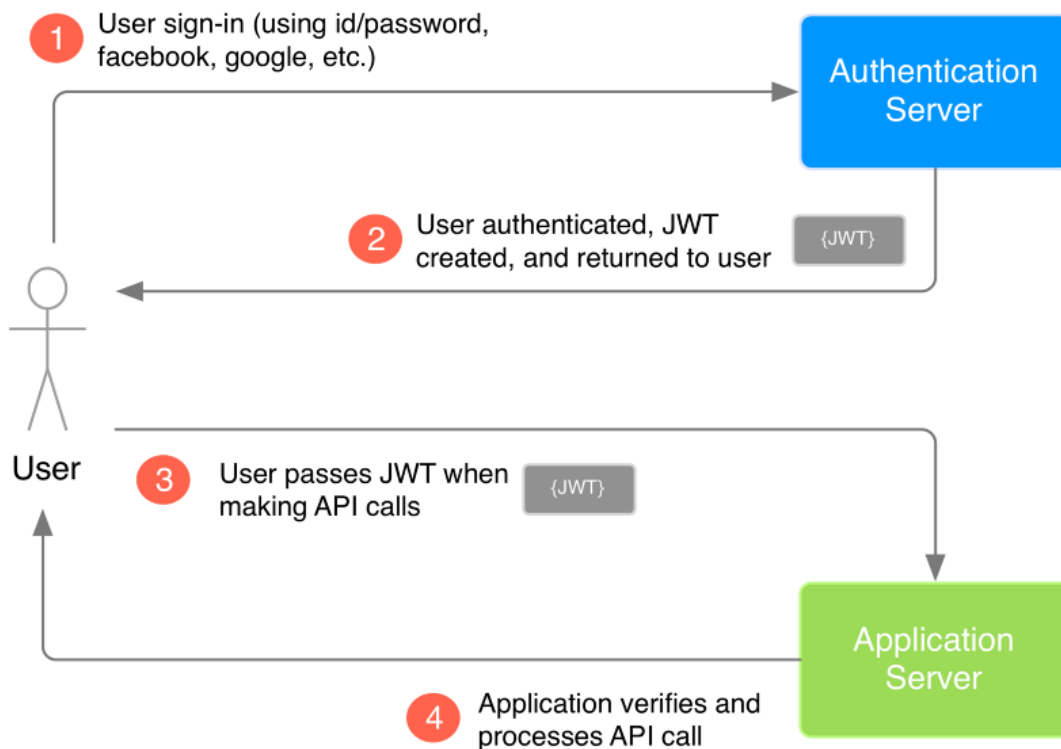 1
User sign-in (using id/password,
facebook, google, etc.)
Authentication
Server
2
User authenticated, JWT
created, and returned to user
{JWT}
User
3
User passes JWT when
making API calls
{JWT}
Application
Server
4
Application verifies and
processes API call